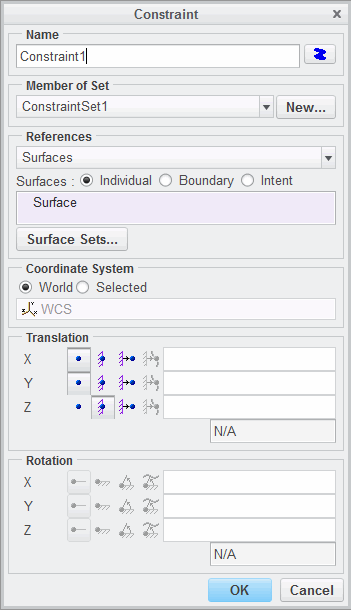 Constraint
Name
Constraint1
Member of Set
ConstraintSet1
New...
References
Surfaces
Surfaces : Individual Boundary Intent
Surface
Surface Sets...
Coordinate System
World Selected
WCS
Translation
X
Y
Z
N/A
Rotation
X
Y
Z
N/A
OK Cancel